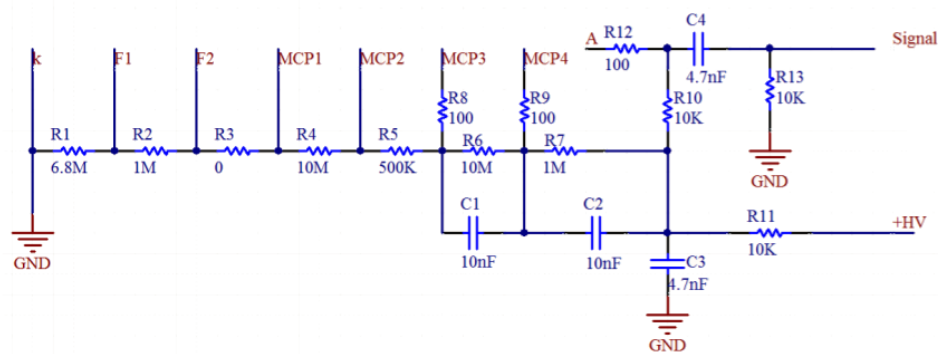 C4
A R12 Signal
k F1 F2 MCP1 MCP2 MCP3 MCP4
100 4.7nF R13
R8 R9 R10 10K
100 100 10K
R1 R2 R3 R4 R5 R6 R7
6.8M 1M 0 10M 500K 10M 1M
GND
C1 C2 R11 +HV
GND 10nF 10nF C3 10K
4.7nF
GND